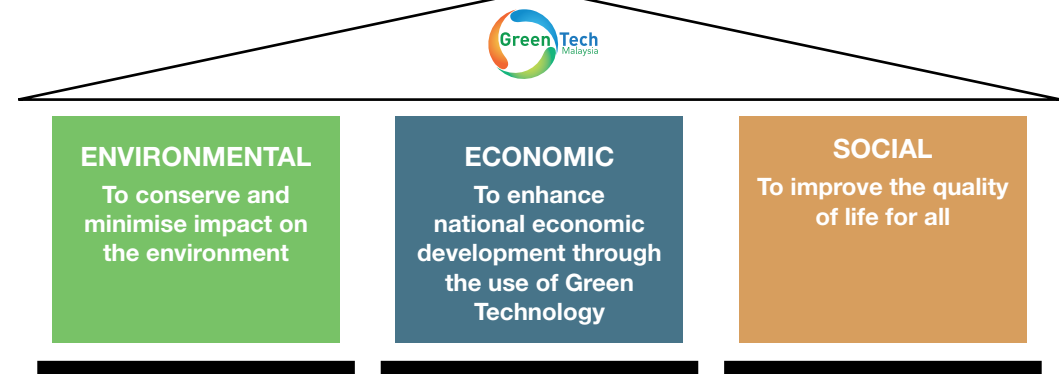 Green Tech
Malaysia
ENVIRONMENTAL
To conserve and
minimise impact on
the environment
ECONOMIC
To enhance
national economic
development through
the use of Green
Technology
SOCIAL
To improve the quality
of life for all